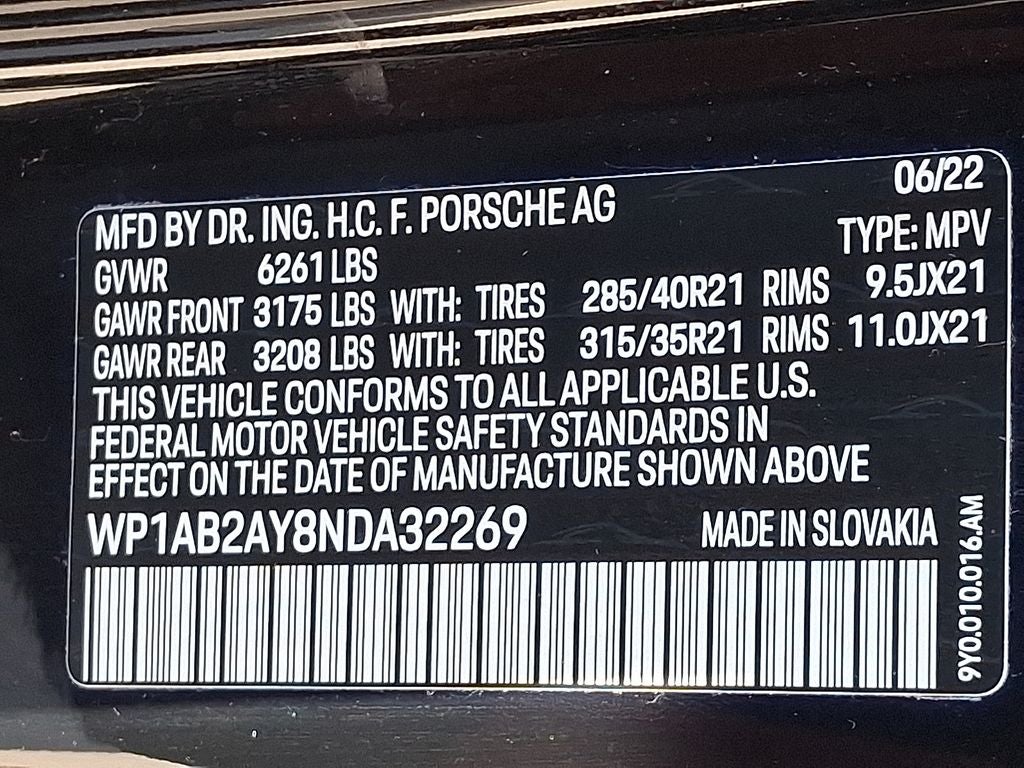 06/22
MFD BY DR. ING. H.C. F. PORSCHE AG
TYPE: MPV
GVWR 6261 LBS
GAWR FRONT 3175 LBS WITH: TIRES 285/40R21 RIMS 9.5JX21
GAWR REAR 3208 LBS WITH: TIRES 315/35R21 RIMS 11.0JX21
THIS VEHICLE CONFORMS TO ALL APPLICABLE U.S.
FEDERAL MOTOR VEHICLE SAFETY STANDARDS IN
EFFECT ON THE DATE OF MANUFACTURE SHOWN ABOVE
WP1AB2AY8NDA32269 MADE IN SLOVAKIA
9Y0.010.016.AM